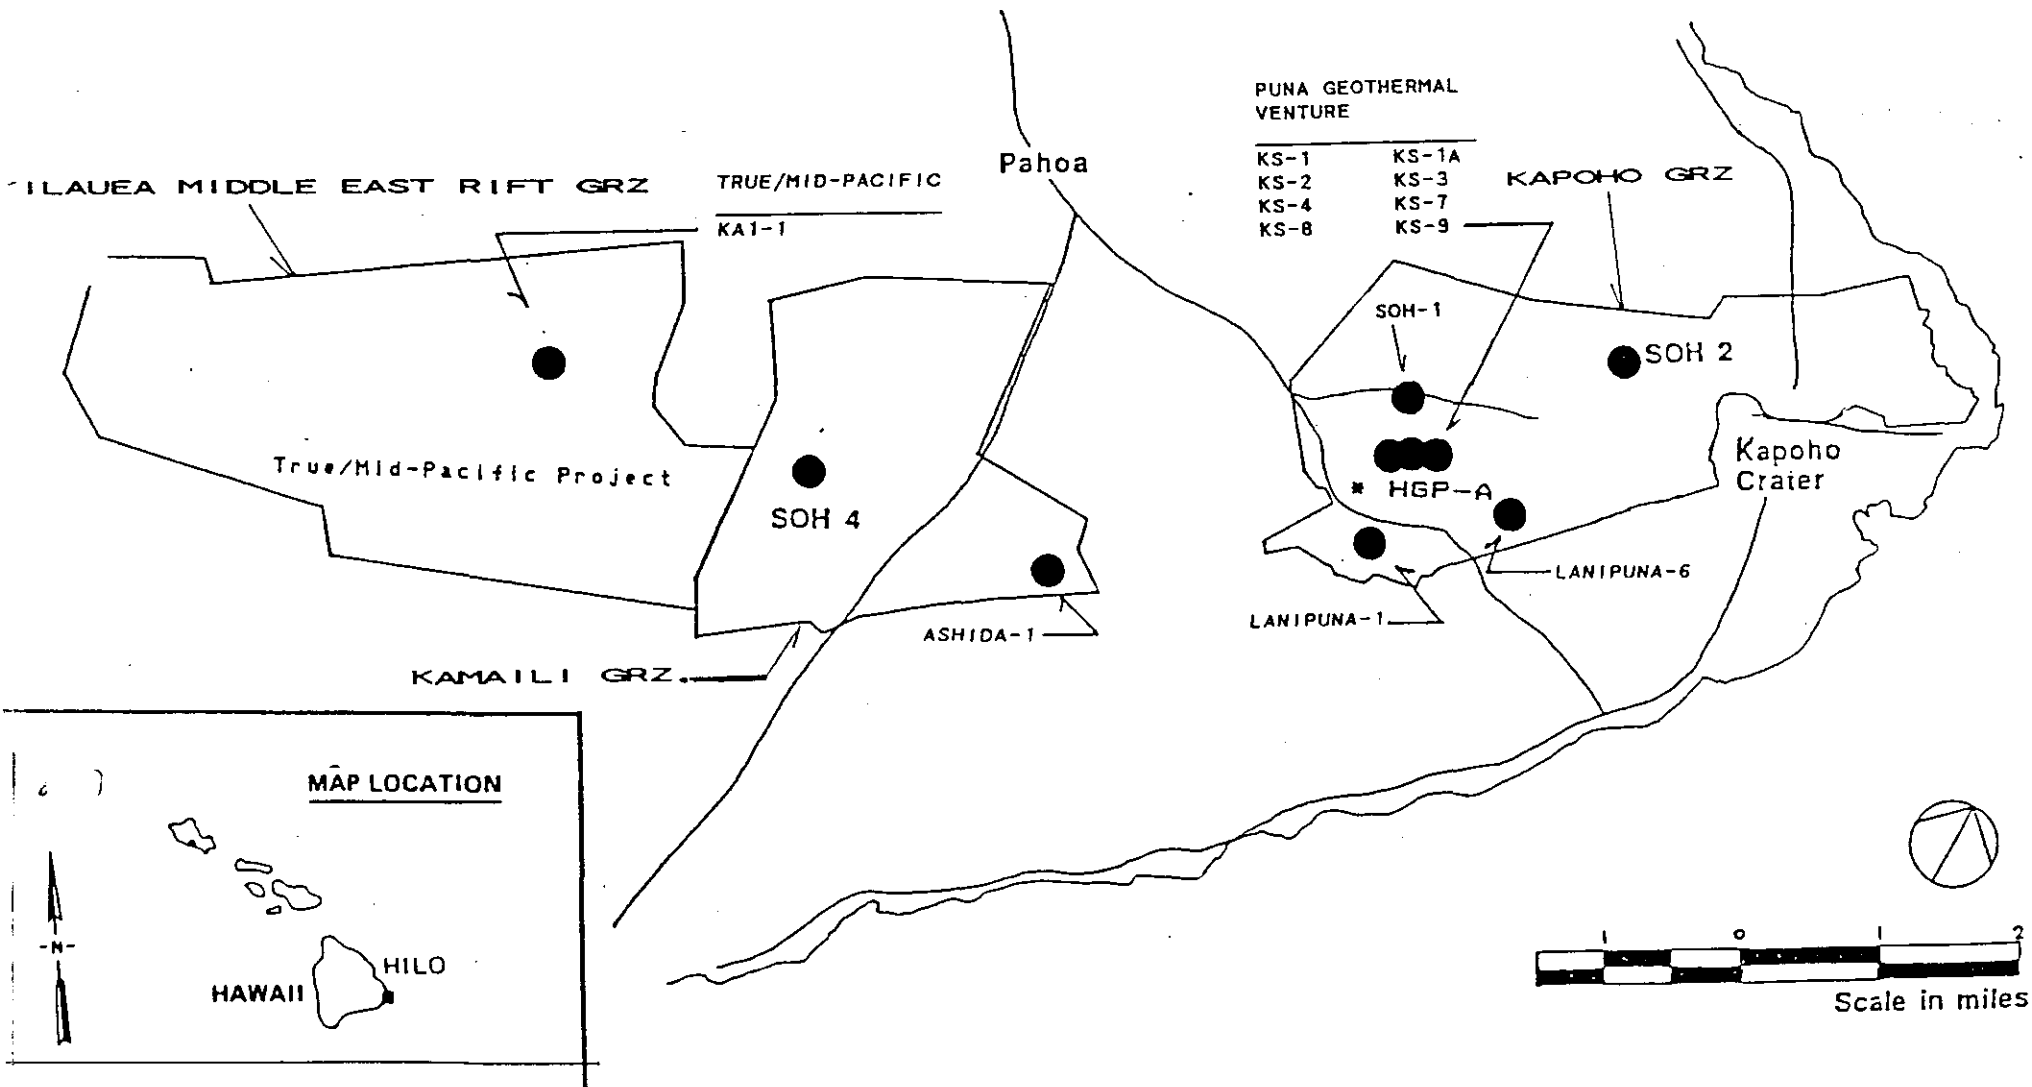 PUNA GEOTHERMAL
VENTURE
KS-1 KS-1A
KS-2 KS-3
KS-4 KS-7
KS-8 KS-9
Pahoa
ILAUEA MIDDLE EAST RIFT GRZ
TRUE/MID-PACIFIC
KA1-1
KAPOHO GRZ
SOH-1
SOH 2
True/Mid-Pacific Project
SOH 4
* HGP-A
Kapoho
Crater
LANIPUNA-6
LANIPUNA-1
ASHIDA-1
KAMAILI GRZ.
MAP LOCATION
-N-
HILO
HAWAII
1 0 1 2
Scale in miles